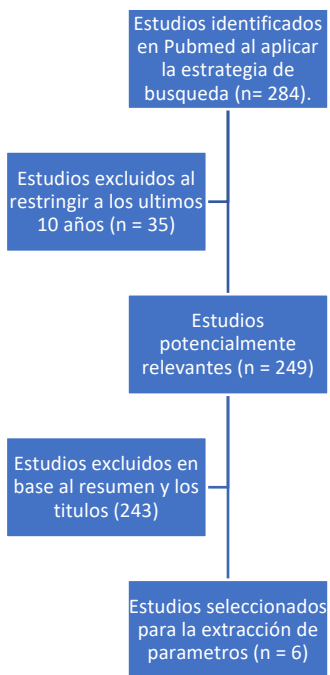 Estudios identificados
en Pubmed al aplicar
la estrategia de
busqueda (n= 284).
Estudios excluidos al
restringir a los ultimos
10 años (n = 35)
Estudios
potencialmente
relevantes (n = 249)
Estudios excluidos en
base al resumen y los
titulos (243)
Estudios seleccionados
para la extracción de
parametros (n = 6)